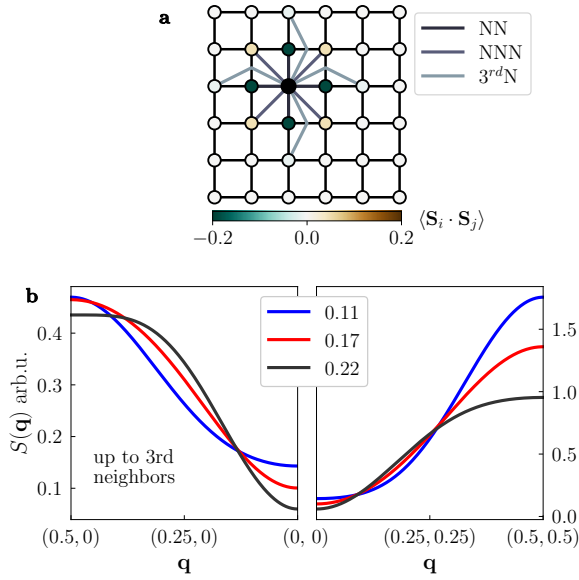 a
NN
NNN
3^{rd}N
−0.2 0.0 0.2
⟨S_i · S_j⟩
b
0.11
0.17
0.22
S(q) arb.u.
0.4
0.3
0.2
0.1
up to 3rd
neighbors
1.5
1.0
0.5
0.0
(0.5, 0) (0.25, 0) (0, 0) (0.25, 0.25) (0.5, 0.5)
q q